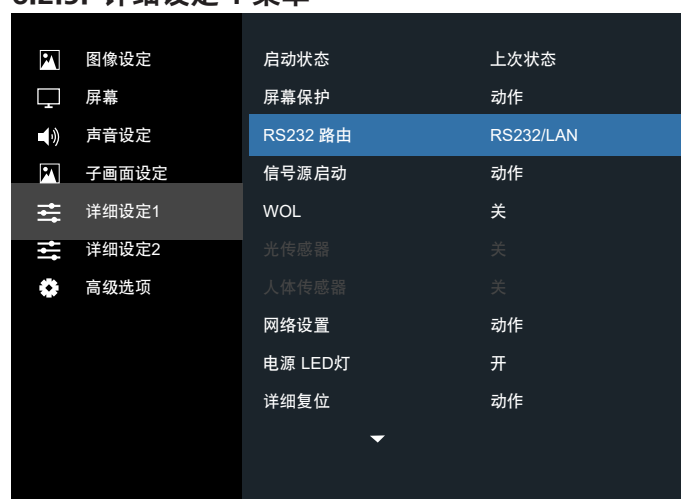 图像设定
屏幕
声音设定
子画面设定
详细设定1
详细设定2
高级选项
启动状态 上次状态
屏幕保护 动作
RS232 路由 RS232/LAN
信号源启动 动作
WOL 关
光传感器 关
人体传感器 关
网络设置 动作
电源 LED灯 开
详细复位 动作